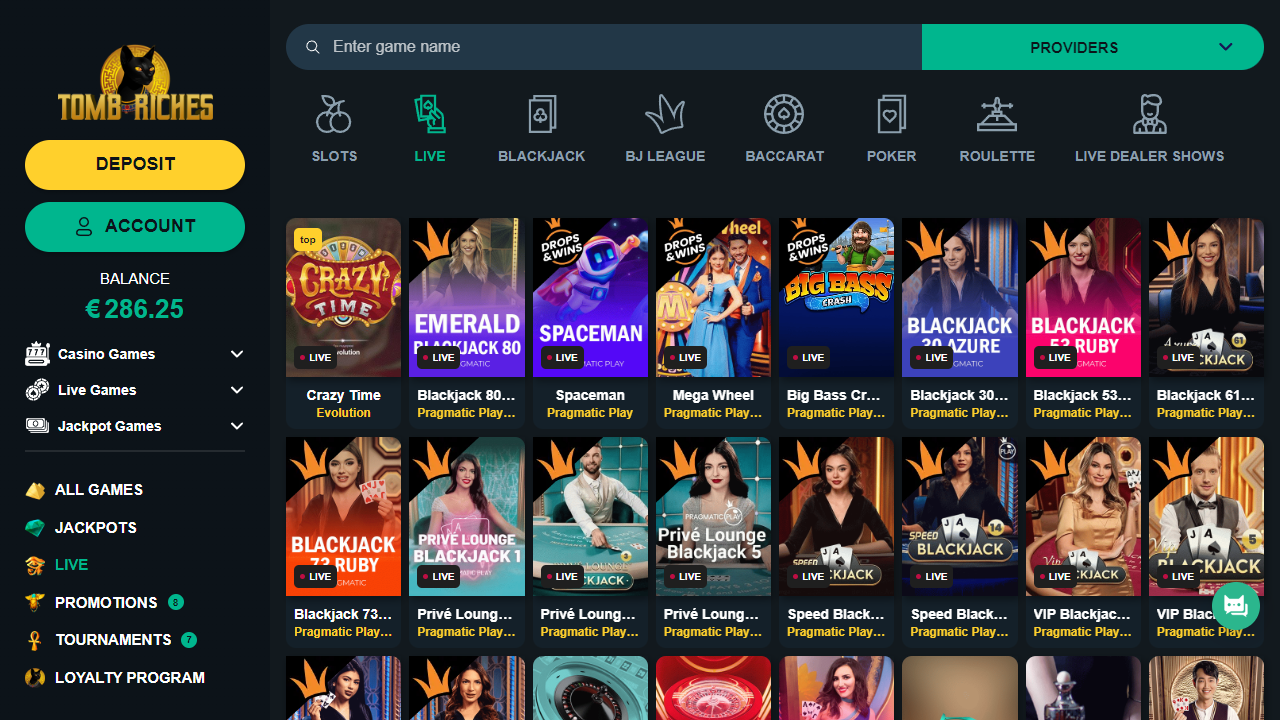 Enter game name
PROVIDERS
TOMB RICHES
DEPOSIT
ACCOUNT
BALANCE
€ 286.25
Casino Games
Live Games
Jackpot Games
ALL GAMES
JACKPOTS
LIVE
PROMOTIONS 8
TOURNAMENTS 7
LOYALTY PROGRAM
SLOTS
LIVE
BLACKJACK
BJ LEAGUE
BACCARAT
POKER
ROULETTE
LIVE DEALER SHOWS
top
CRAZY
TIME
LIVE
Crazy Time
Evolution
EMERALD
BLACKJACK 80
LIVE
Blackjack 80...
Pragmatic Play...
DROPS
&WINS
SPACEMAN
LIVE
Spaceman
Pragmatic Play
DROPS
&WINS
LIVE
Mega Wheel
Pragmatic Play...
DROPS
&WINS
BIG BASS
CRASH
LIVE
Big Bass Cr...
Pragmatic Play...
BLACKJACK
30 AZURE
LIVE
Blackjack 30...
Pragmatic Play...
BLACKJACK
53 RUBY
LIVE
Blackjack 53...
Pragmatic Play...
61
LIVE
Blackjack 61...
Pragmatic Play...
BLACKJACK
73 RUBY
LIVE
Blackjack 73...
Pragmatic Play...
PRIVÉ LOUNGE
BLACKJACK 1
LIVE
Privé Loung...
Pragmatic Play...
LIVE
Privé Loung...
Pragmatic Play...
PRAGMATIC PLAY
Privé Lounge
Blackjack 5
LIVE
Privé Loung...
Pragmatic Play...
SPEED
LIVE
Speed Black...
Pragmatic Play...
SPEED
14
BLACKJACK
LIVE
Speed Black...
Pragmatic Play...
Vip
LIVE
VIP Blackjac...
Pragmatic Play...
Vip
5
BLACKJACK
LIVE